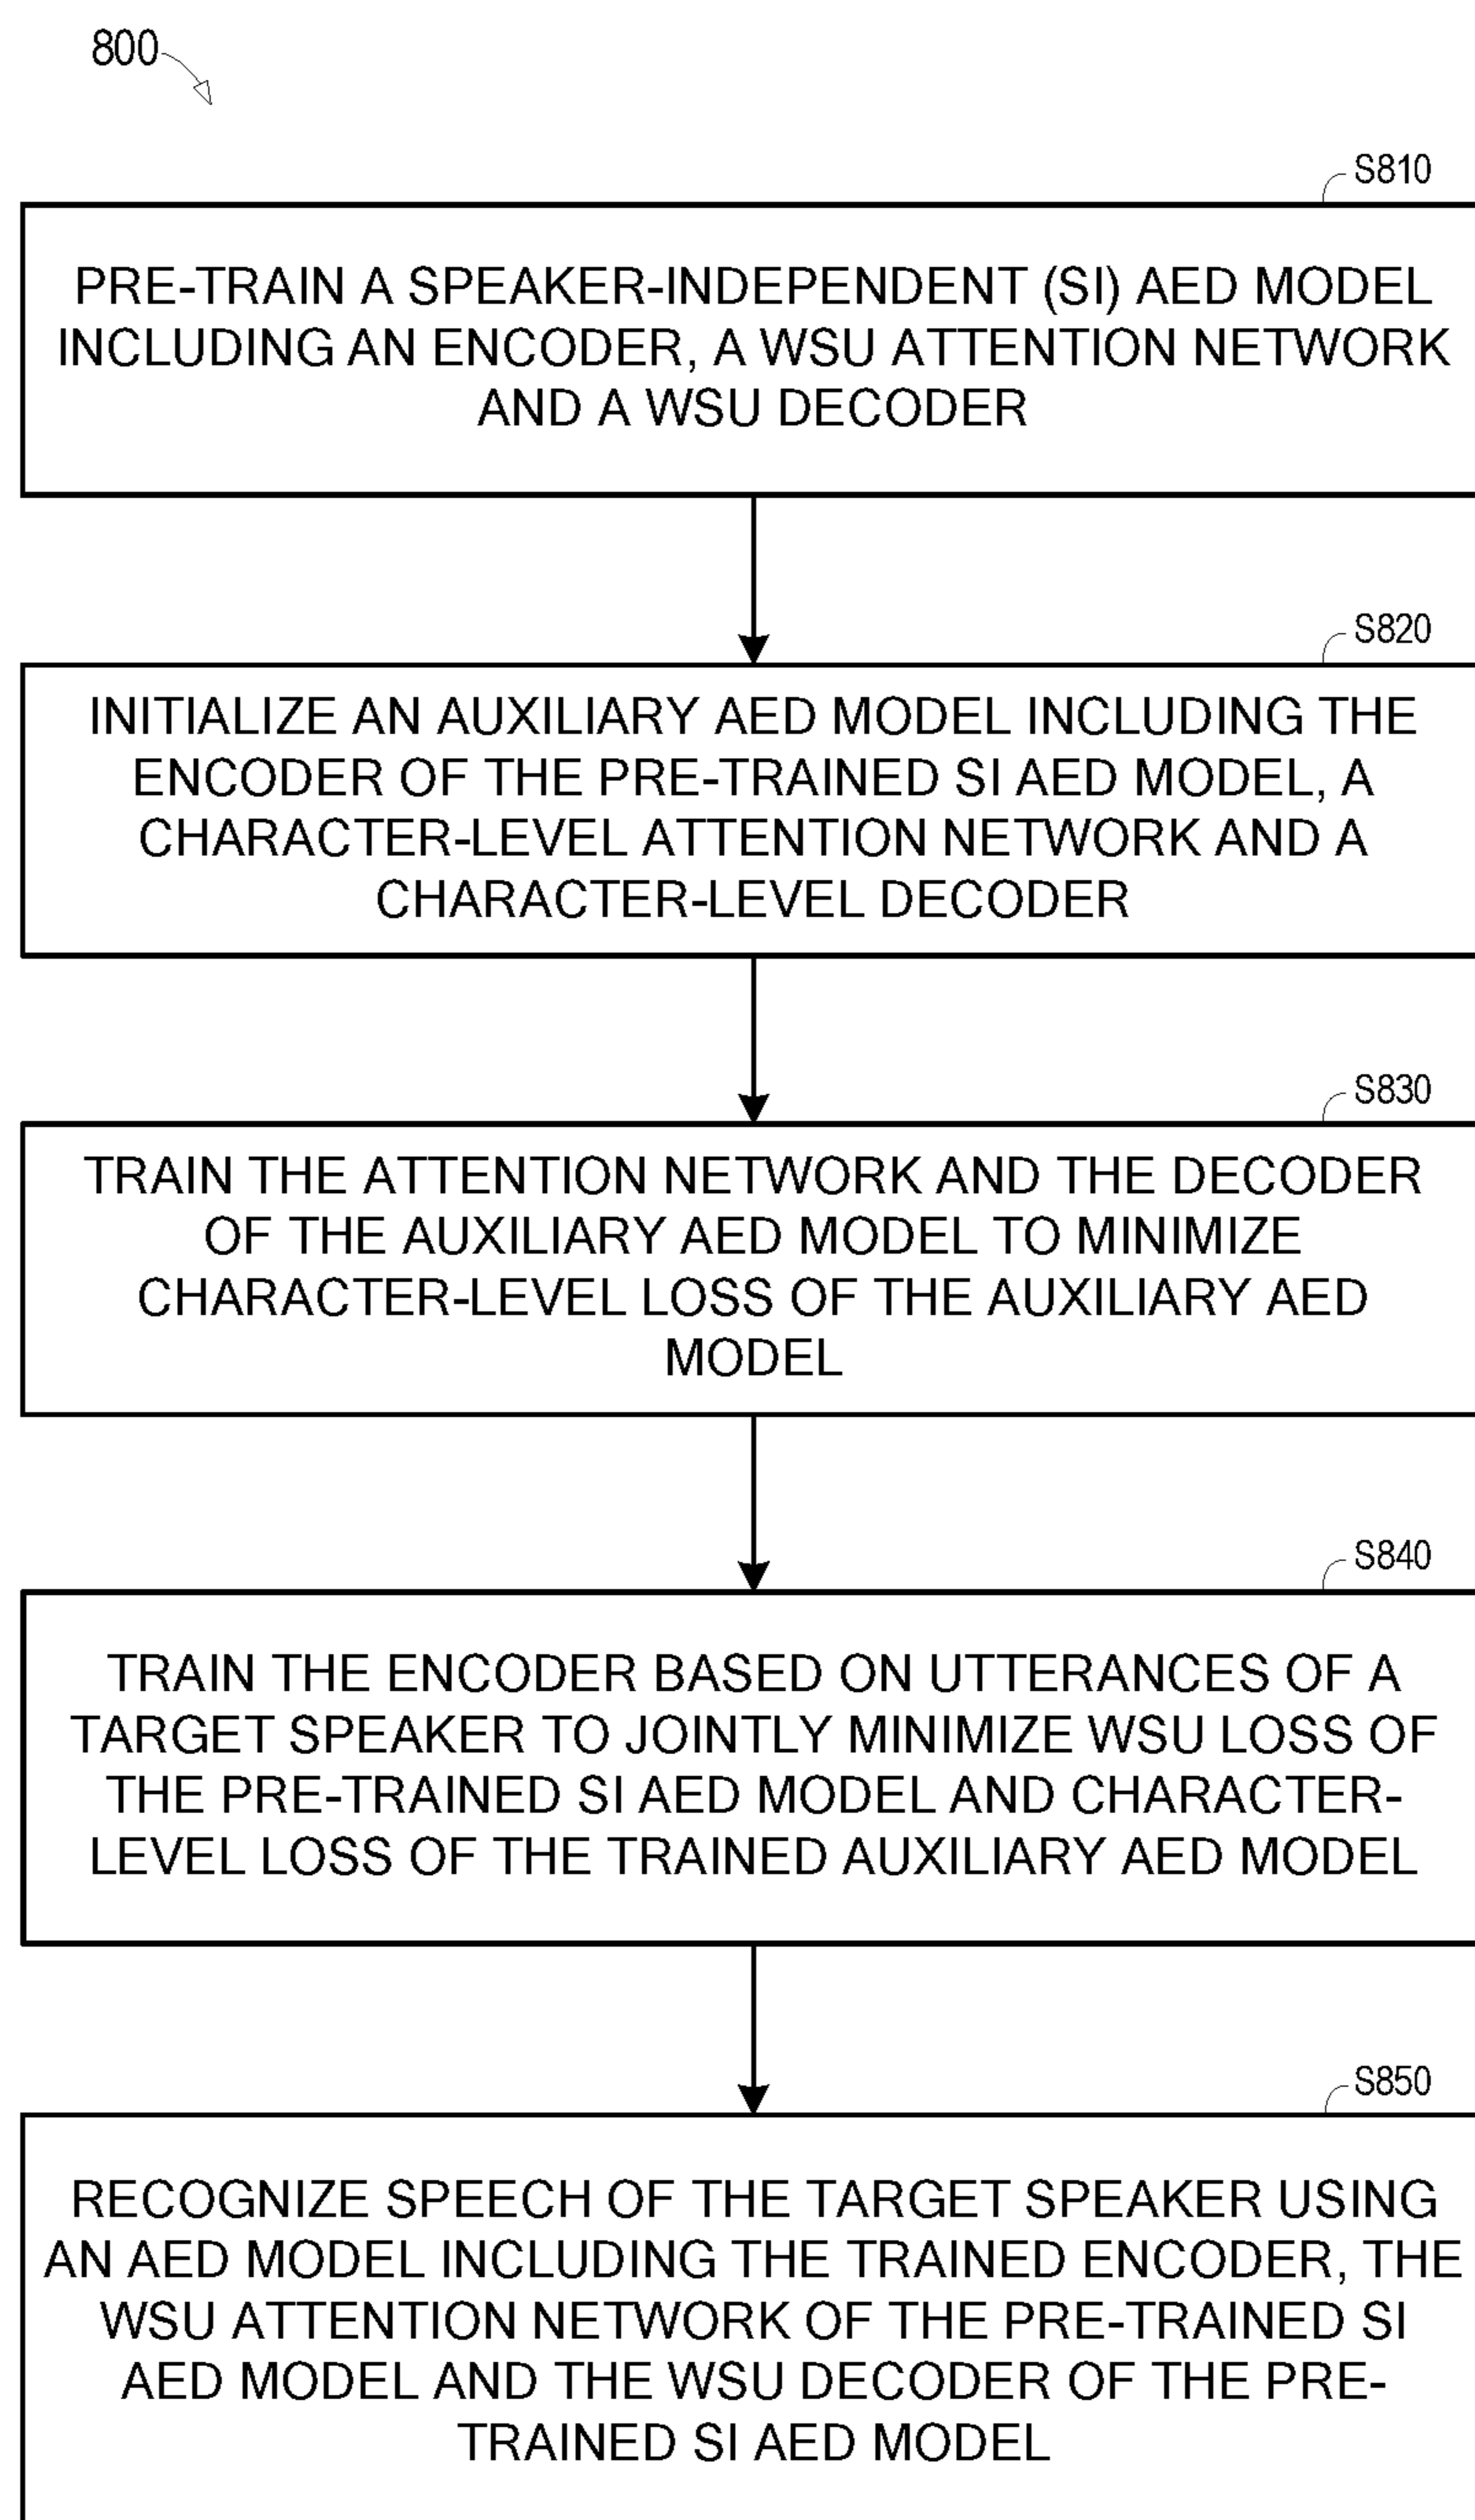 800
S810
PRE-TRAIN A SPEAKER-INDEPENDENT (SI) AED MODEL
INCLUDING AN ENCODER, A WSU ATTENTION NETWORK
AND A WSU DECODER
S820
INITIALIZE AN AUXILIARY AED MODEL INCLUDING THE
ENCODER OF THE PRE-TRAINED SI AED MODEL, A
CHARACTER-LEVEL ATTENTION NETWORK AND A
CHARACTER-LEVEL DECODER
S830
TRAIN THE ATTENTION NETWORK AND THE DECODER
OF THE AUXILIARY AED MODEL TO MINIMIZE
CHARACTER-LEVEL LOSS OF THE AUXILIARY AED
MODEL
S840
TRAIN THE ENCODER BASED ON UTTERANCES OF A
TARGET SPEAKER TO JOINTLY MINIMIZE WSU LOSS OF
THE PRE-TRAINED SI AED MODEL AND CHARACTER-
LEVEL LOSS OF THE TRAINED AUXILIARY AED MODEL
S850
RECOGNIZE SPEECH OF THE TARGET SPEAKER USING
AN AED MODEL INCLUDING THE TRAINED ENCODER, THE
WSU ATTENTION NETWORK OF THE PRE-TRAINED SI
AED MODEL AND THE WSU DECODER OF THE PRE-
TRAINED SI AED MODEL